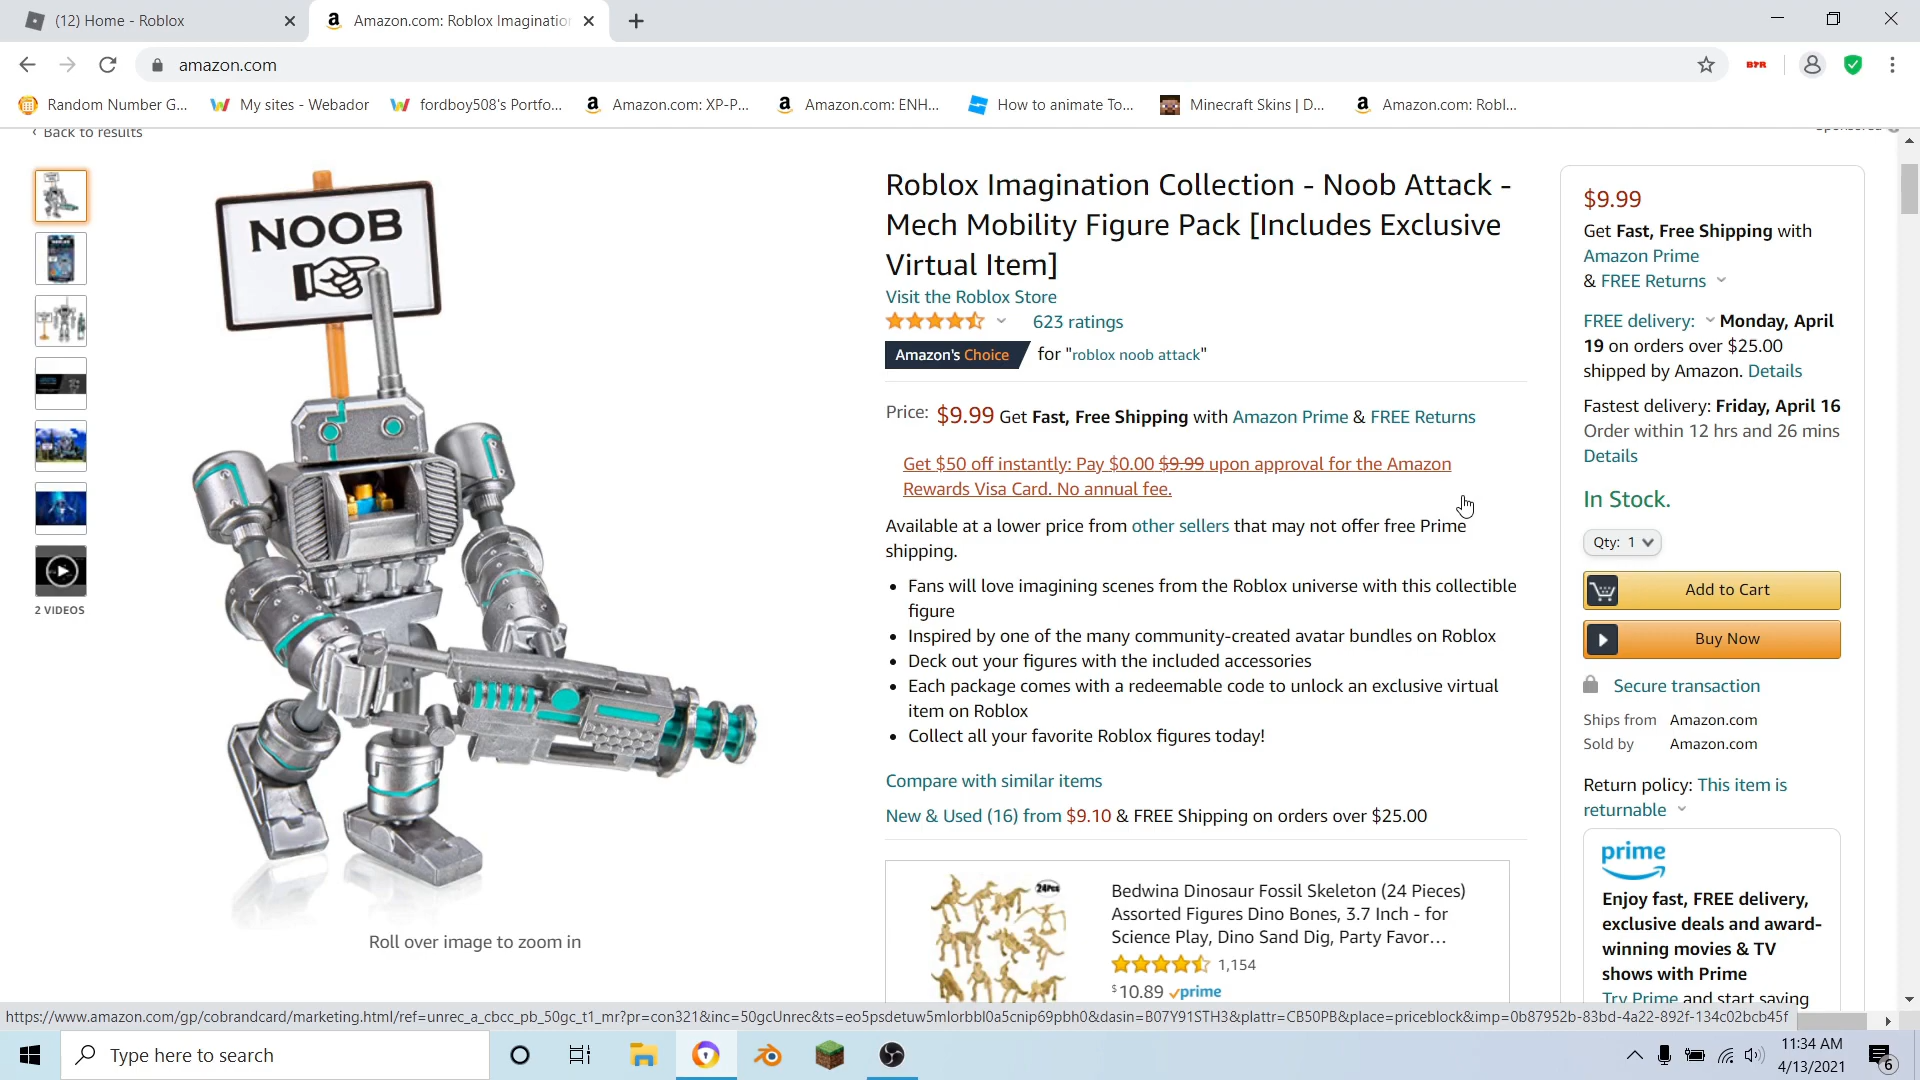 (12) Home - Roblox
Amazon.com: Roblox Imagination
amazon.com
BTR
Random Number G...
My sites - Webador
fordboy508's Portfo...
Amazon.com: XP-P...
Amazon.com: ENH...
How to animate To...
Minecraft Skins | D...
Amazon.com: Robl...
‹ Back to results
Sponsored
NOOB
2 VIDEOS
Roll over image to zoom in
Roblox Imagination Collection - Noob Attack -
Mech Mobility Figure Pack [Includes Exclusive
Virtual Item]
Visit the Roblox Store
623 ratings
Amazon's Choice for "roblox noob attack"
Price: $9.99 Get Fast, Free Shipping with Amazon Prime & FREE Returns
Get $50 off instantly: Pay $0.00 $9.99 upon approval for the Amazon
Rewards Visa Card. No annual fee.
Available at a lower price from other sellers that may not offer free Prime
shipping.
• Fans will love imagining scenes from the Roblox universe with this collectible
figure
• Inspired by one of the many community-created avatar bundles on Roblox
• Deck out your figures with the included accessories
• Each package comes with a redeemable code to unlock an exclusive virtual
item on Roblox
• Collect all your favorite Roblox figures today!
Compare with similar items
New & Used (16) from $9.10 & FREE Shipping on orders over $25.00
24Pcs
Bedwina Dinosaur Fossil Skeleton (24 Pieces)
Assorted Figures Dino Bones, 3.7 Inch - for
Science Play, Dino Sand Dig, Party Favor...
1,154
$10.89 prime
$9.99
Get Fast, Free Shipping with
Amazon Prime
& FREE Returns
FREE delivery: Monday, April
19 on orders over $25.00
shipped by Amazon. Details
Fastest delivery: Friday, April 16
Order within 12 hrs and 26 mins
Details
In Stock.
Qty: 1
Add to Cart
Buy Now
Secure transaction
Ships from Amazon.com
Sold by Amazon.com
Return policy: This item is
returnable
prime
Enjoy fast, FREE delivery,
exclusive deals and award-
winning movies & TV
shows with Prime
Try Prime and start saving
https://www.amazon.com/gp/cobrandcard/marketing.html/ref=unrec_a_cbcc_pb_50gc_t1_mr?pr=con321&inc=50gcUnrec&ts=eo5psdetuw5mlorbbl0a5cnip69pbh0&dasin=B07Y91STH3&plattr=CB50PB&place=priceblock&imp=0b87952b-83bd-4a22-892f-134c02bcb45f
Type here to search
11:34 AM
4/13/2021
6